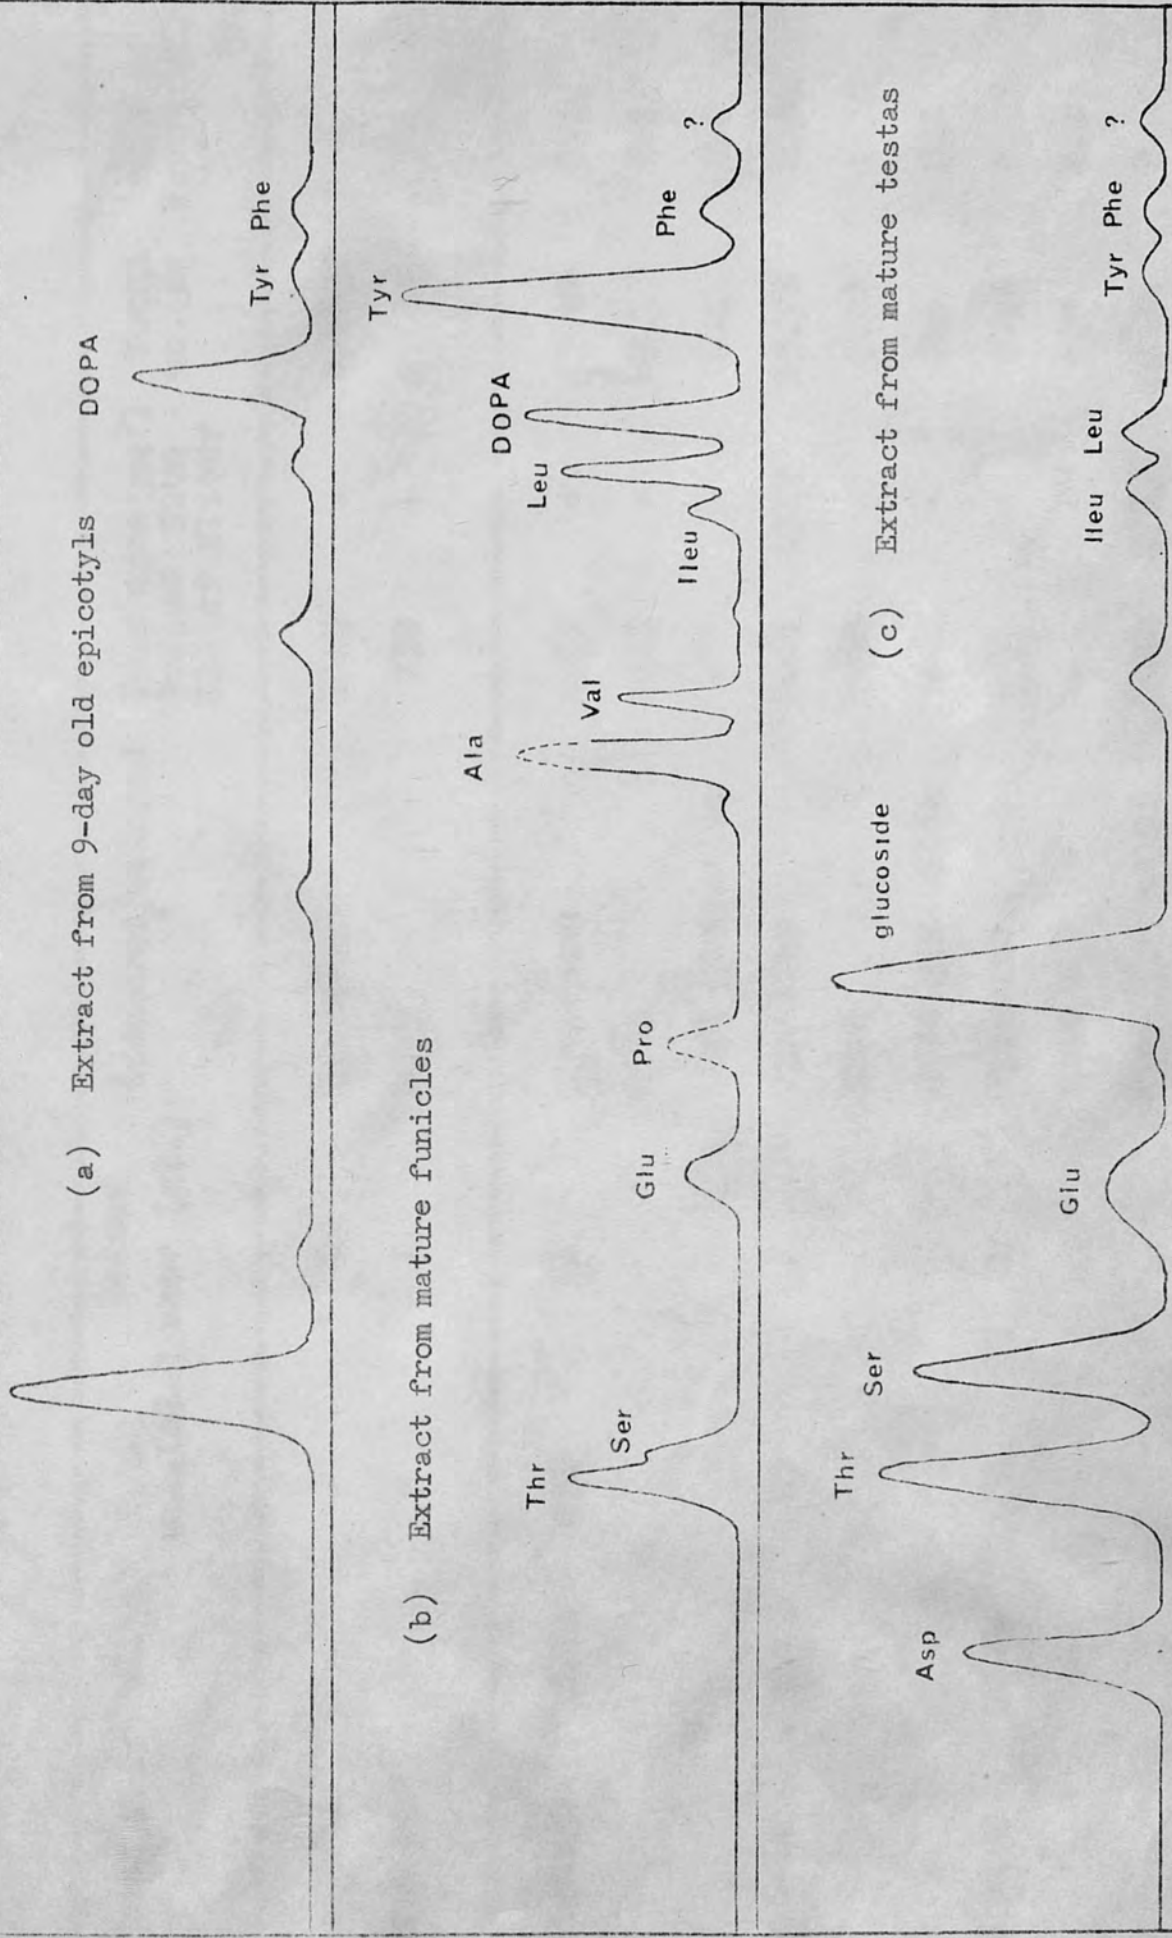 (a) Extract from 9-day old epicotyls
DOPA
Tyr Phe
(b) Extract from mature funicles
Thr
Ser
Glu
Pro
Ala
Val
Ileu
Leu
DOPA
Tyr
Phe
?
(c) Extract from mature testas
Asp
Thr
Ser
Glu
glucoside
Ileu Leu
Tyr Phe ?